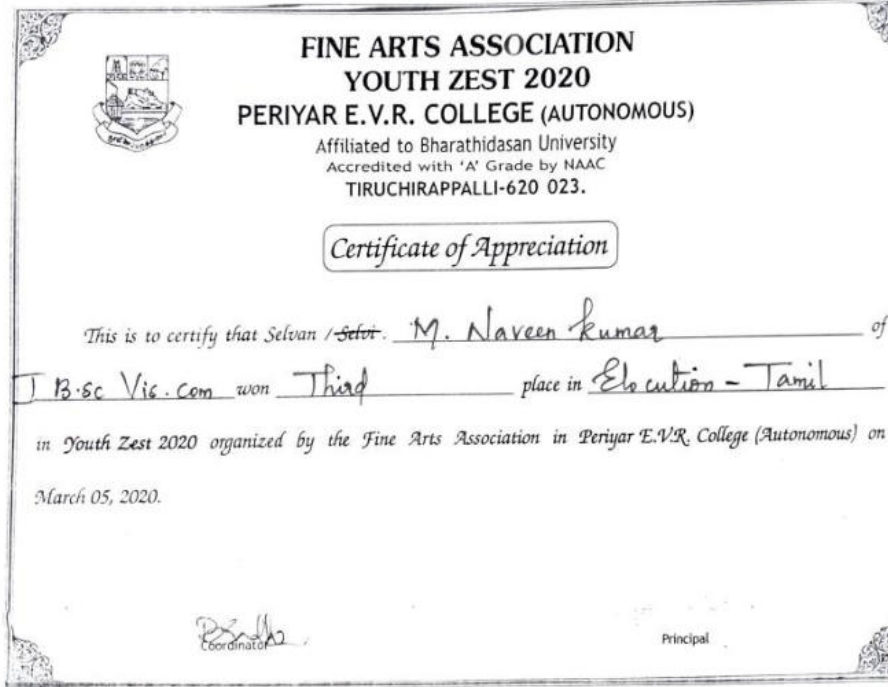 FINE ARTS ASSOCIATION
YOUTH ZEST 2020
PERIYAR E.V.R. COLLEGE (AUTONOMOUS)
Affiliated to Bharathidasan University
Accredited with 'A' Grade by NAAC
TIRUCHIRAPPALLI-620 023.
Certificate of Appreciation
This is to certify that Selvan / Selvi. M. Naveen Kumar of
I B.Sc Vis.Com won Third place in Elocution - Tamil
in Youth Zest 2020 organized by the Fine Arts Association in Periyar E.V.R. College (Autonomous) on
March 05, 2020.
Coordinator Principal